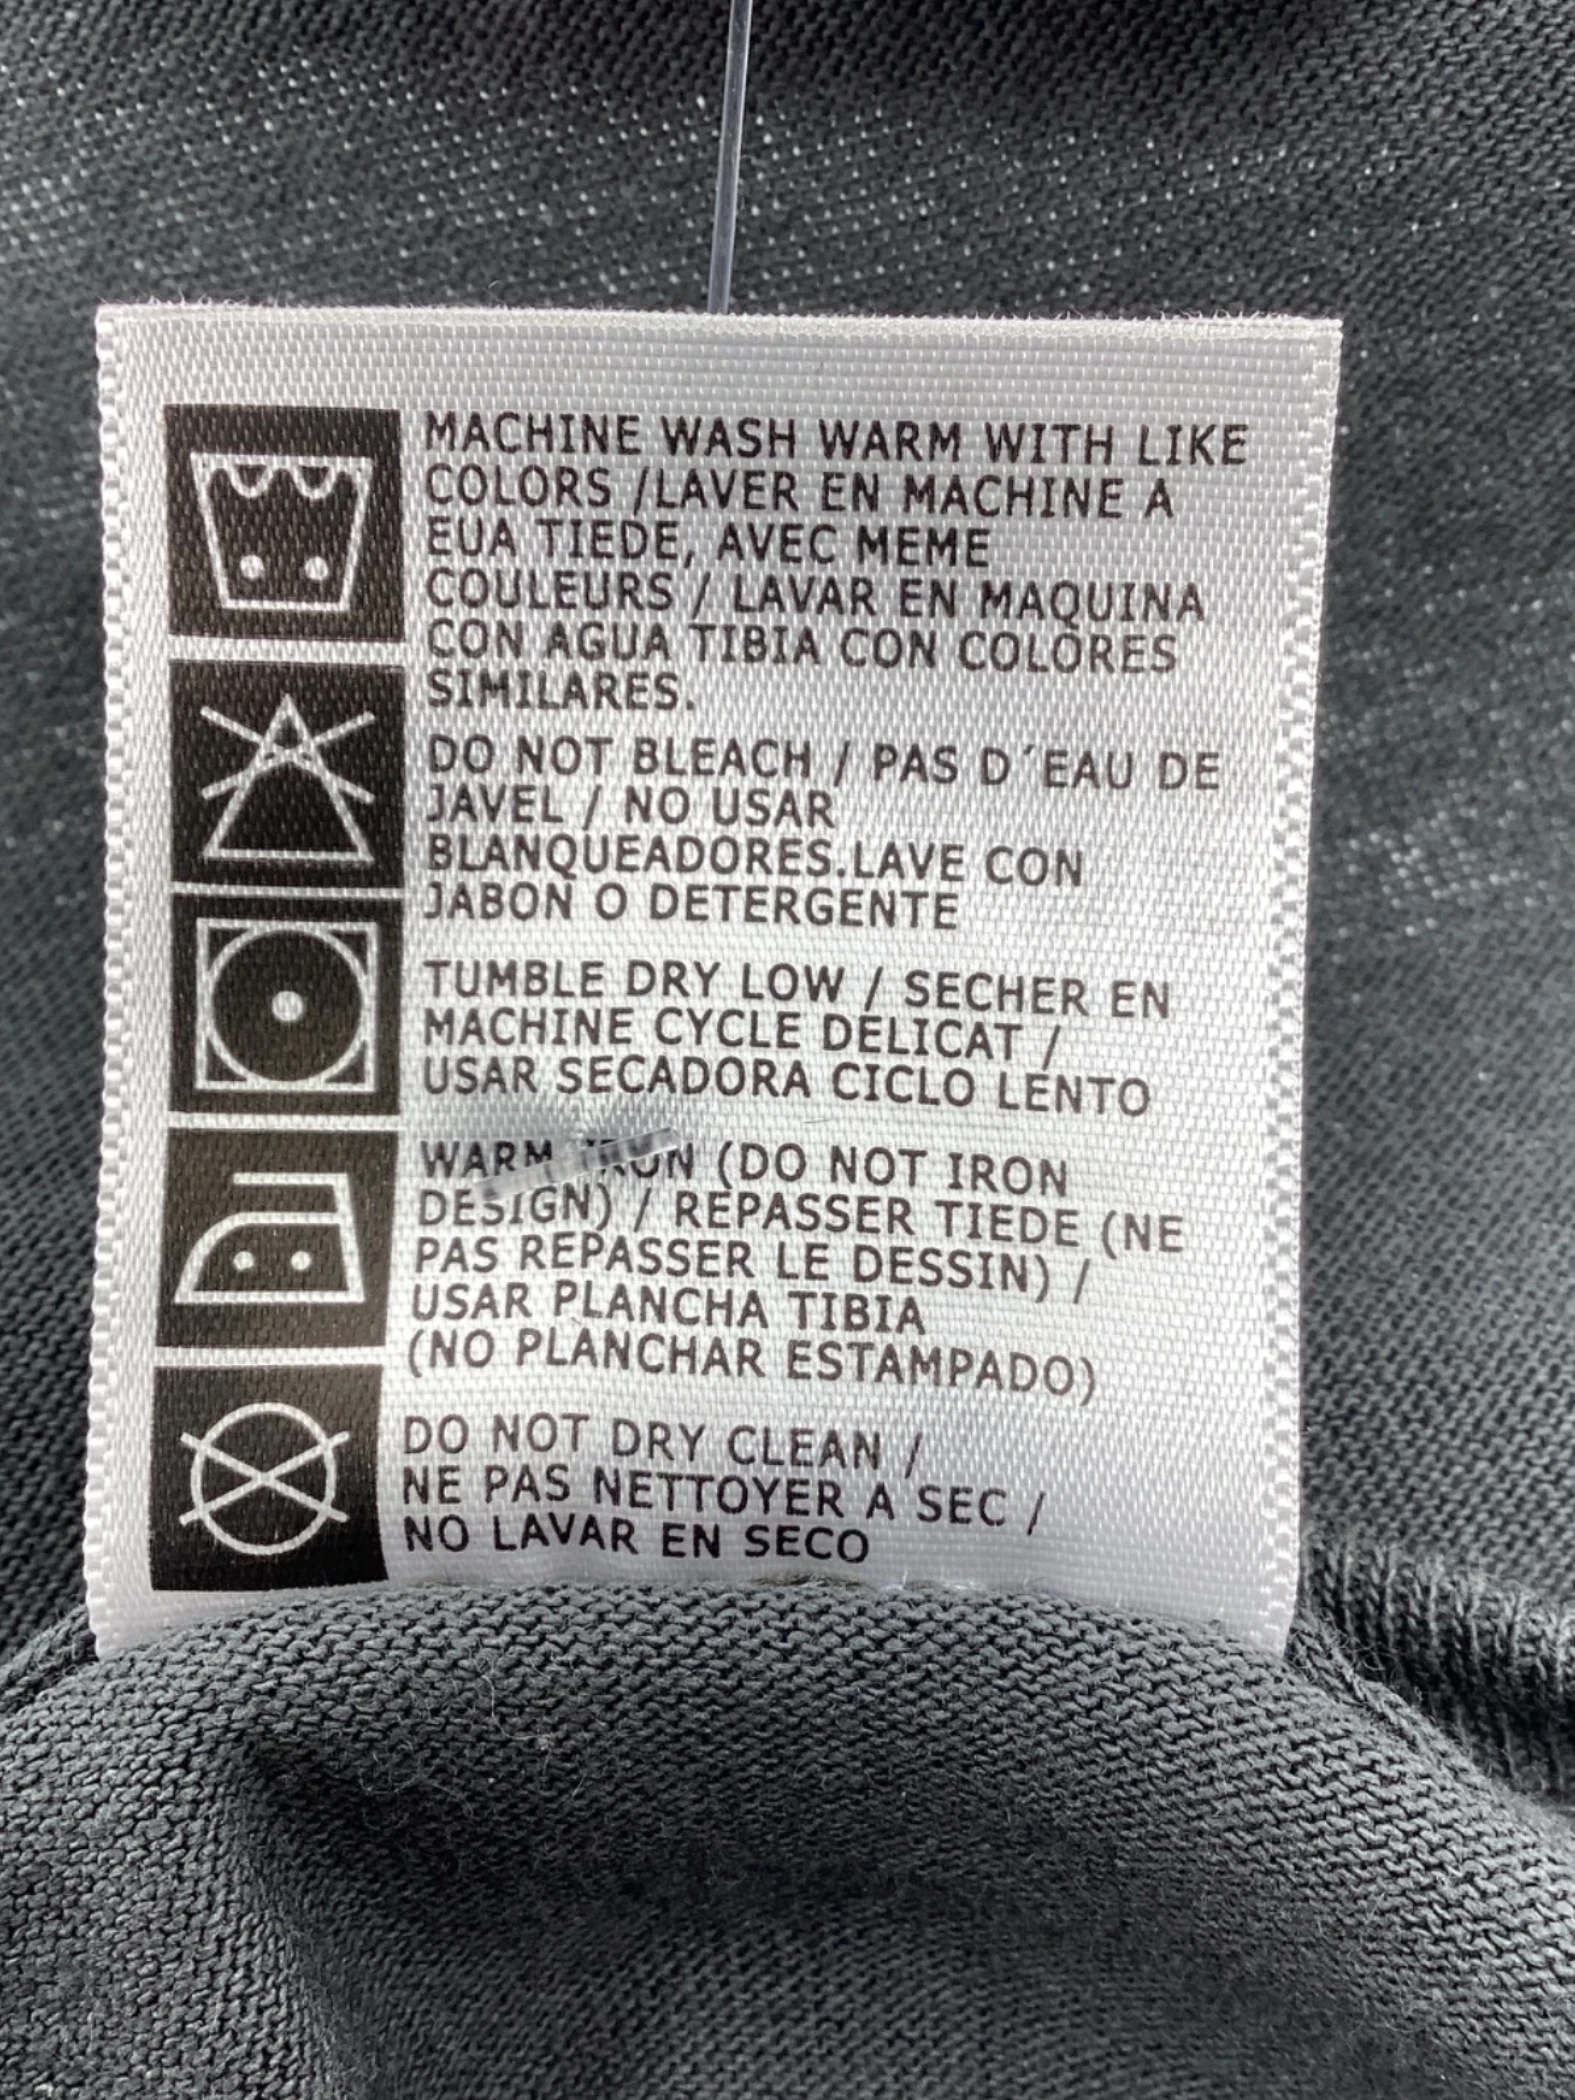 MACHINE WASH WARM WITH LIKE
COLORS /LAVER EN MACHINE A
EUA TIEDE, AVEC MEME
COULEURS / LAVAR EN MAQUINA
CON AGUA TIBIA CON COLORES
SIMILARES.
DO NOT BLEACH / PAS D´EAU DE
JAVEL / NO USAR
BLANQUEADORES.LAVE CON
JABON O DETERGENTE
TUMBLE DRY LOW / SECHER EN
MACHINE CYCLE DELICAT /
USAR SECADORA CICLO LENTO
WARM IRON (DO NOT IRON
DESIGN) / REPASSER TIEDE (NE
PAS REPASSER LE DESSIN) /
USAR PLANCHA TIBIA
(NO PLANCHAR ESTAMPADO)
DO NOT DRY CLEAN /
NE PAS NETTOYER A SEC /
NO LAVAR EN SECO